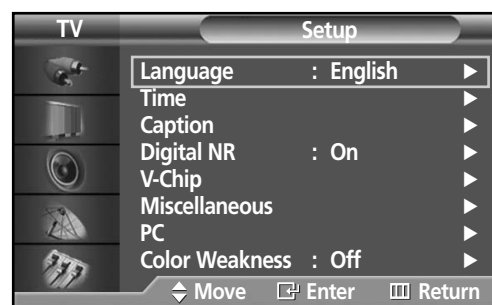 TV Setup
Language : English
Time
Caption
Digital NR : On
V-Chip
Miscellaneous
PC
Color Weakness : Off
Move Enter Return